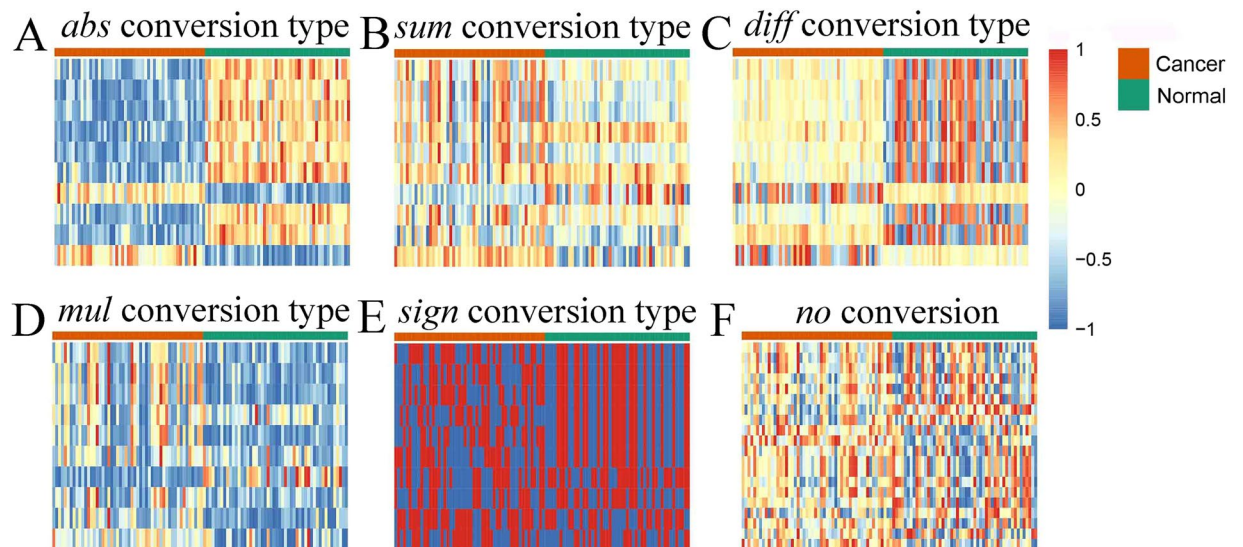 A abs conversion type
B sum conversion type
C diff conversion type
1
0.5
0
−0.5
−1
Cancer
Normal
D mul conversion type
E sign conversion type
F no conversion